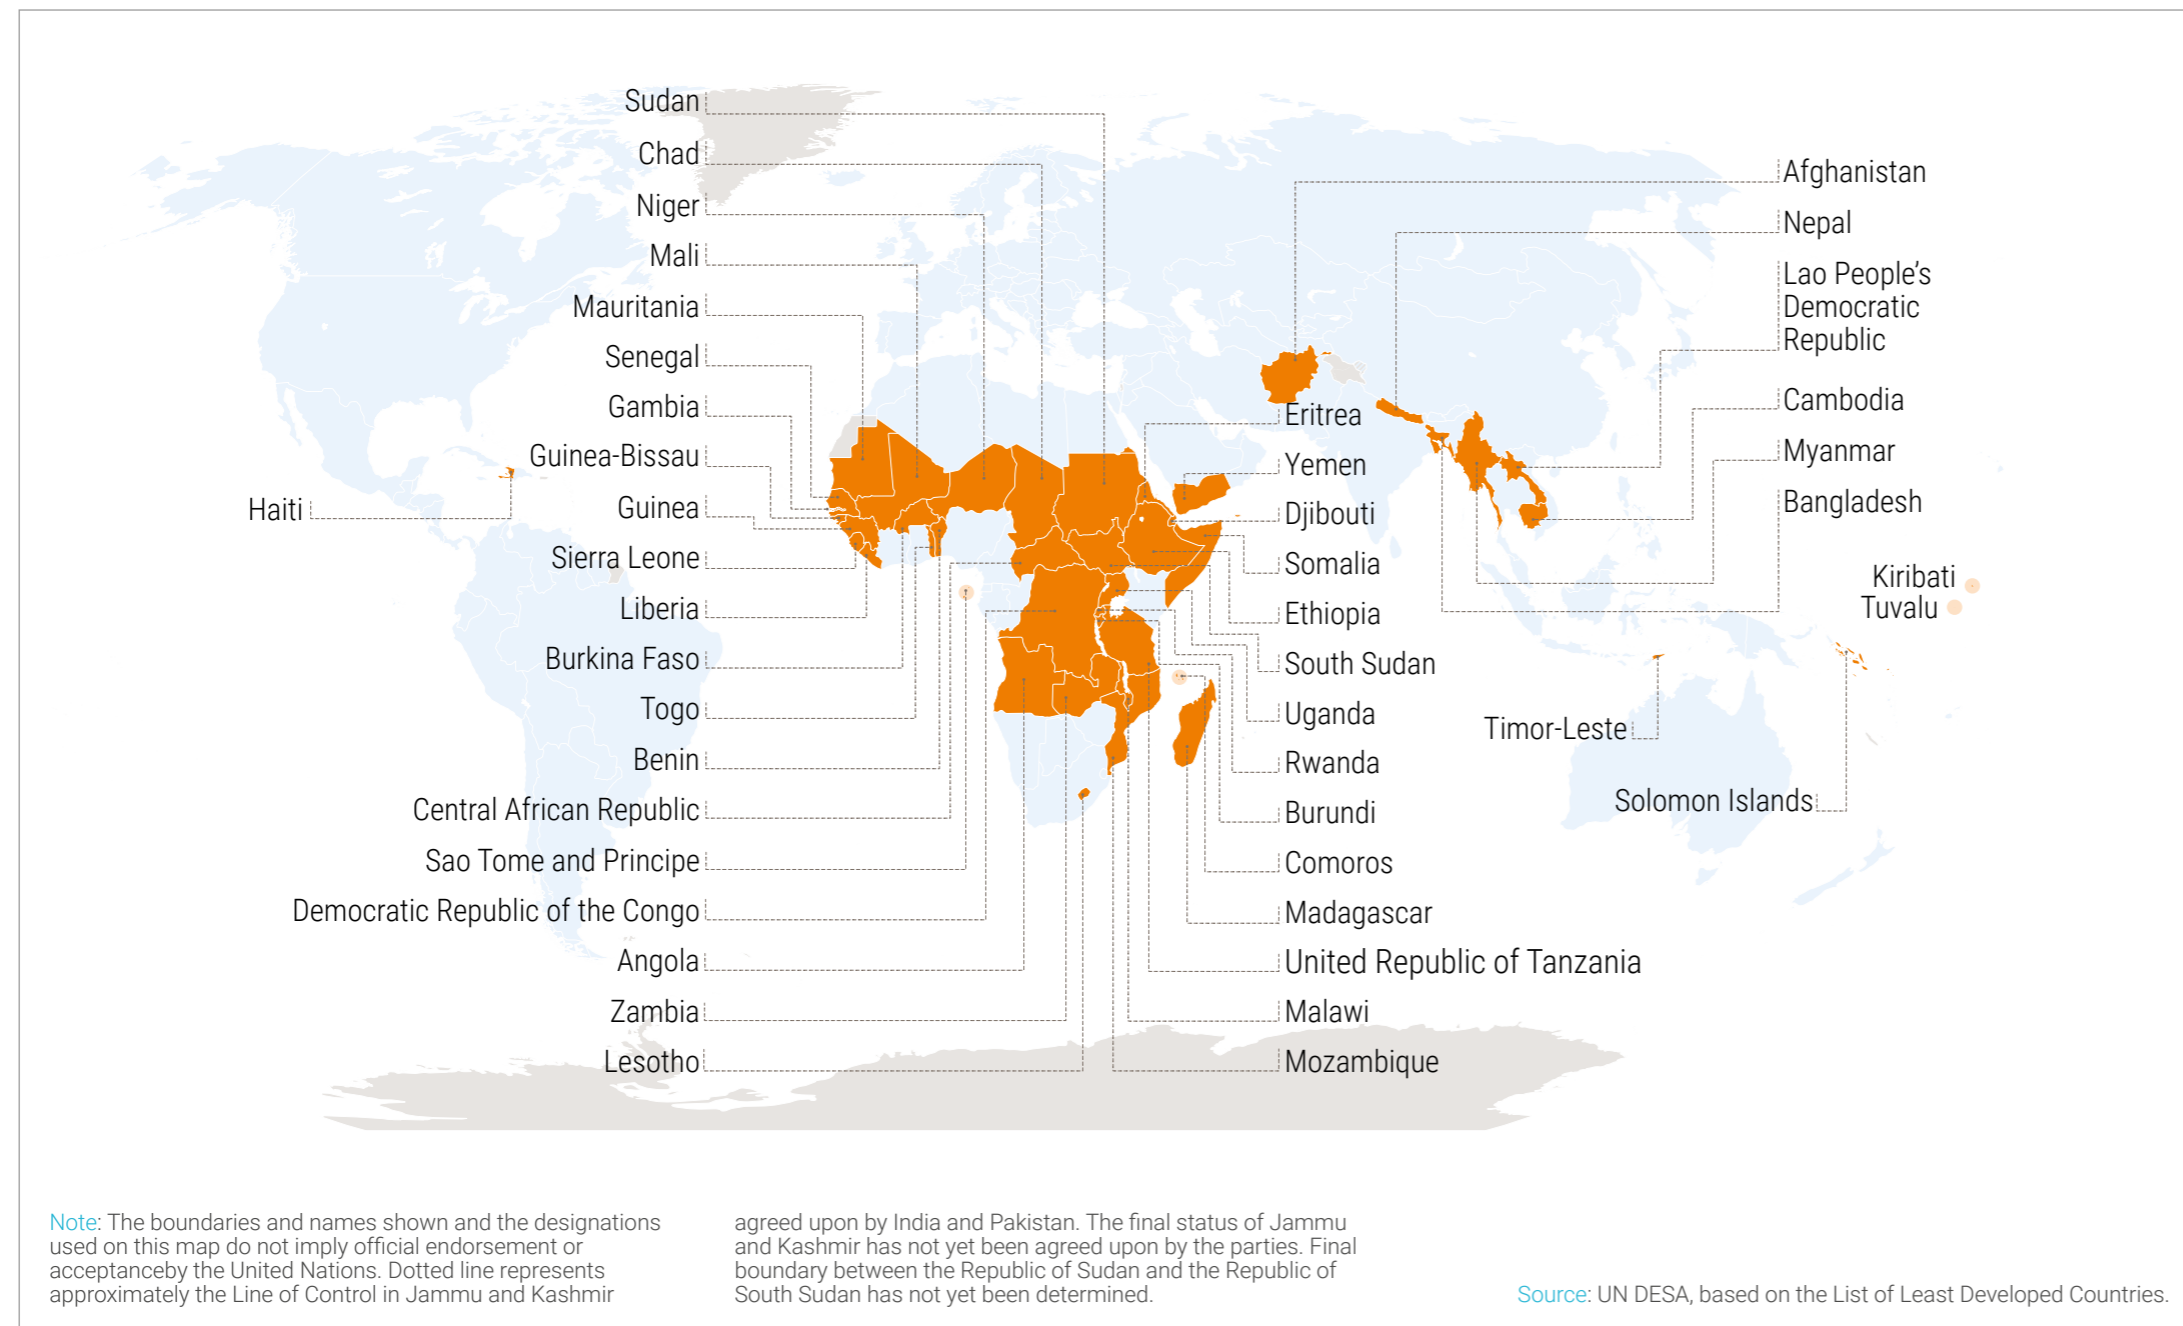 Sudan
Chad
Niger
Mali
Mauritania
Senegal
Gambia
Guinea-Bissau
Haiti
Guinea
Sierra Leone
Liberia
Burkina Faso
Togo
Benin
Central African Republic
Sao Tome and Principe
Democratic Republic of the Congo
Angola
Zambia
Lesotho
Eritrea
Yemen
Djibouti
Somalia
Ethiopia
South Sudan
Uganda
Rwanda
Burundi
Comoros
Madagascar
United Republic of Tanzania
Malawi
Mozambique
Afghanistan
Nepal
Lao People’s
Democratic
Republic
Cambodia
Myanmar
Bangladesh
Kiribati
Tuvalu
Timor-Leste
Solomon Islands
Note: The boundaries and names shown and the designations
used on this map do not imply official endorsement or
acceptanceby the United Nations. Dotted line represents
approximately the Line of Control in Jammu and Kashmir
agreed upon by India and Pakistan. The final status of Jammu
and Kashmir has not yet been agreed upon by the parties. Final
boundary between the Republic of Sudan and the Republic of
South Sudan has not yet been determined.
Source: UN DESA, based on the List of Least Developed Countries.